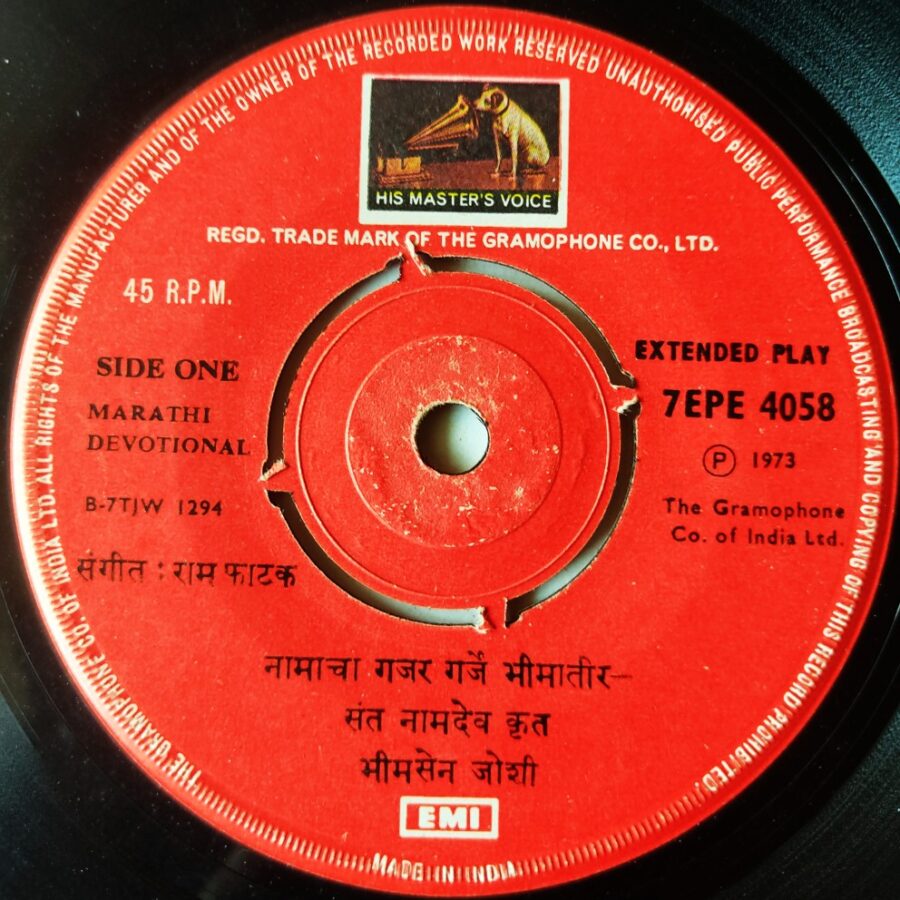 THE GRAMOPHONE CO. OF INDIA LTD. ALL RIGHTS OF THE MANUFACTURER AND OF THE OWNER OF THE RECORDED WORK RESERVED UNAUTHORISED PUBLIC PERFORMANCE BROADCASTING AND COPYING OF THIS RECORD PROHIBITED.
HIS MASTER'S VOICE
REGD. TRADE MARK OF THE GRAMOPHONE CO., LTD.
45 R.P.M.
SIDE ONE
MARATHI
DEVOTIONAL
B-7TJW 1294
संगीत : राम फाटक
EXTENDED PLAY
7EPE 4058
Ⓟ 1973
The Gramophone
Co. of India Ltd.
नामाचा गजर गर्जे भीमातीर—
संत नामदेव कृत
भीमसेन जोशी
EMI
MADE IN INDIA